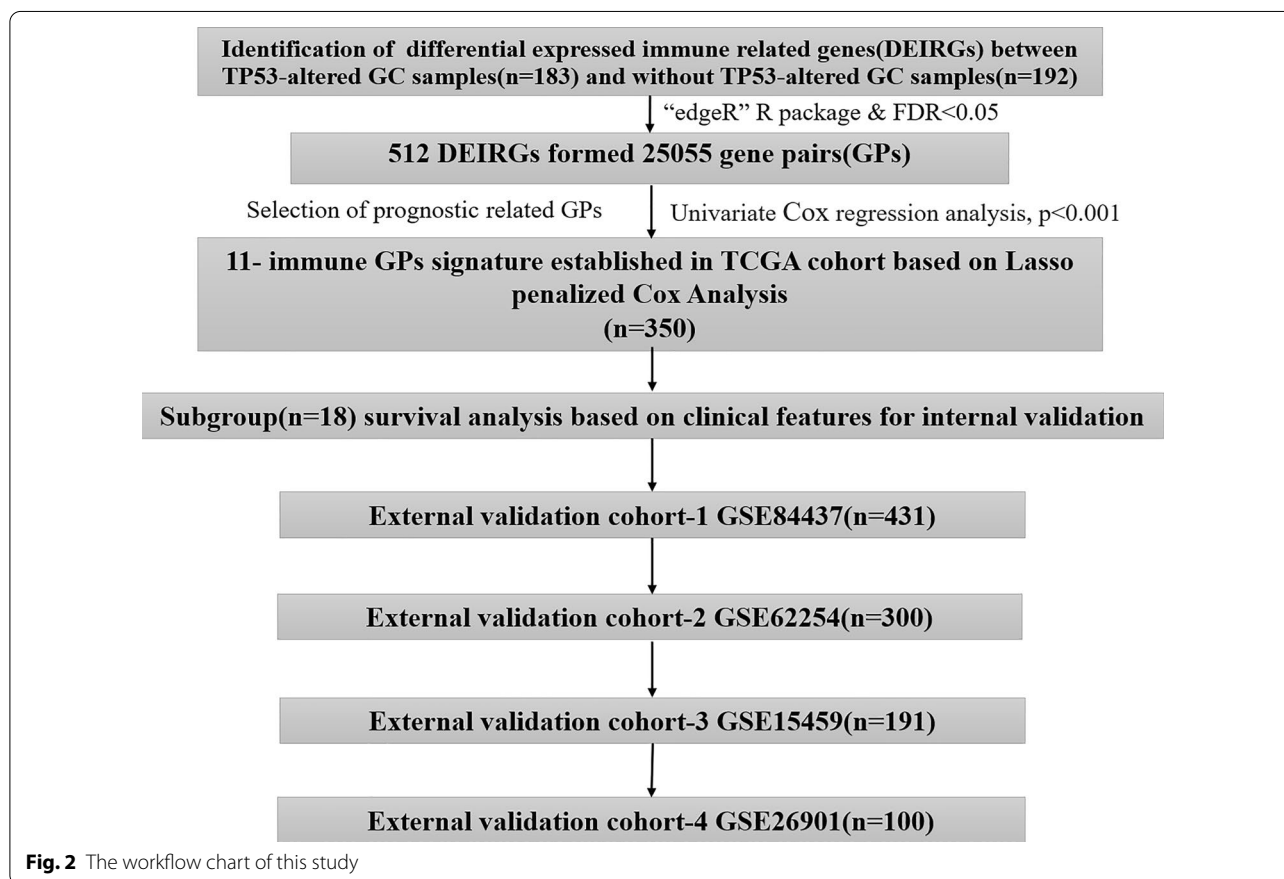 Identification of differential expressed immune related genes(DEIRGs) between
TP53-altered GC samples(n=183) and without TP53-altered GC samples(n=192)
“edgeR” R package & FDR<0.05
512 DEIRGs formed 25055 gene pairs(GPs)
Selection of prognostic related GPs
Univariate Cox regression analysis, p<0.001
11- immune GPs signature established in TCGA cohort based on Lasso
penalized Cox Analysis
(n=350)
Subgroup(n=18) survival analysis based on clinical features for internal validation
External validation cohort-1 GSE84437(n=431)
External validation cohort-2 GSE62254(n=300)
External validation cohort-3 GSE15459(n=191)
External validation cohort-4 GSE26901(n=100)
Fig. 2 The workflow chart of this study